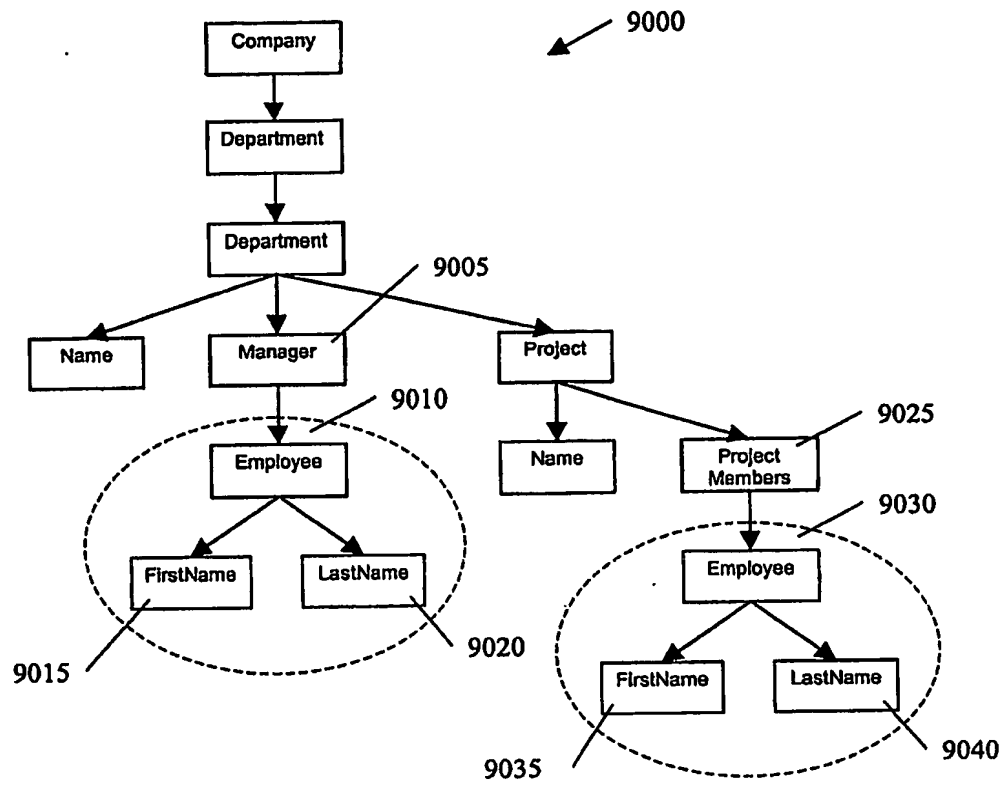 9000
Company
Department
Department
9005
Name
Manager
Project
9010
9025
Employee
Name
Project
Members
9030
FirstName
LastName
Employee
9015
9020
FirstName
LastName
9035
9040